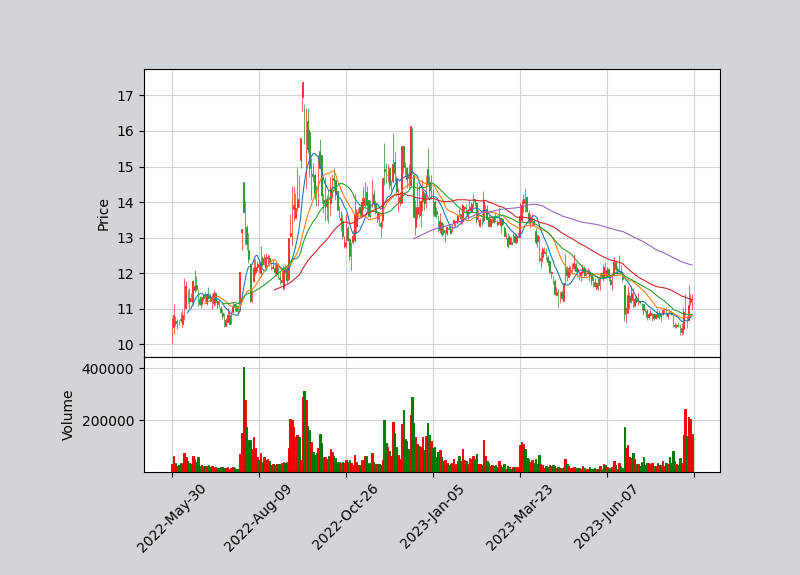 17
16
15
14
13
12
11
10
Price
400000
200000
Volume
2022-May-30
2022-Aug-09
2022-Oct-26
2023-Jan-05
2023-Mar-23
2023-Jun-07